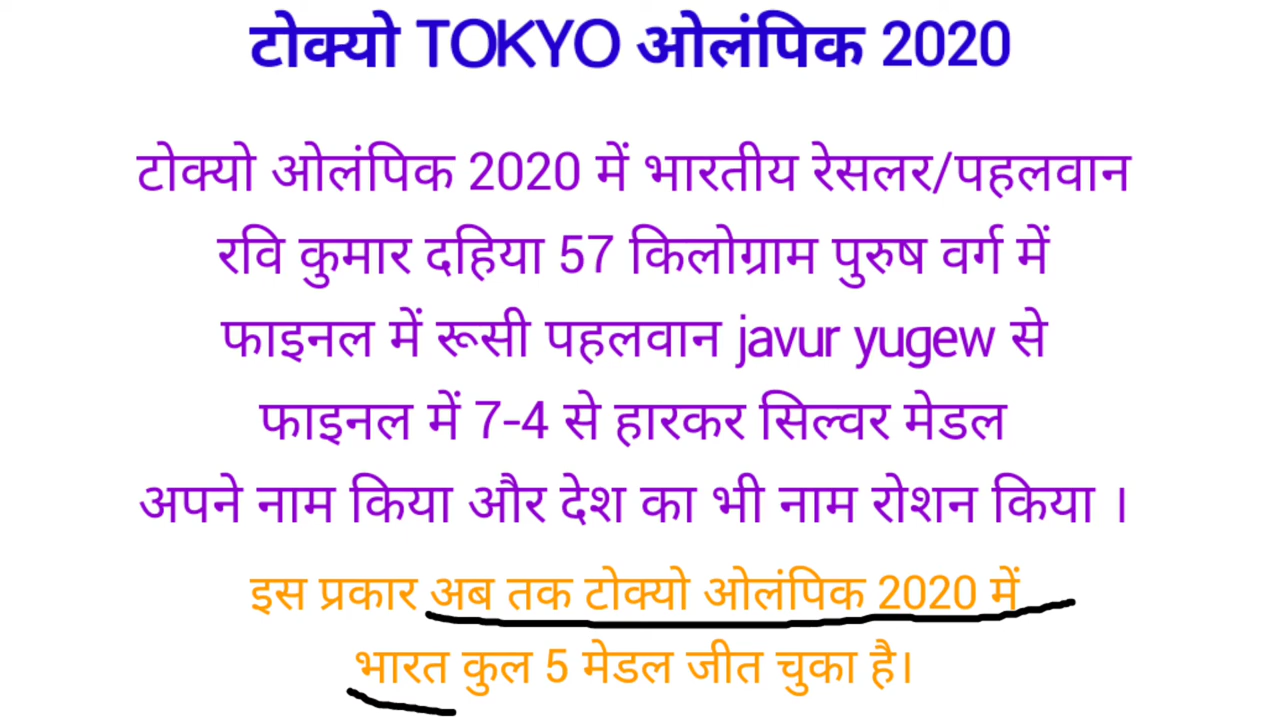 टोक्यो TOKYO ओलंपिक 2020
टोक्यो ओलंपिक 2020 में भारतीय रेसलर/पहलवान
रवि कुमार दहिया 57 किलोग्राम पुरुष वर्ग में
फाइनल में रूसी पहलवान javur yugew से
फाइनल में 7-4 से हारकर सिल्वर मेडल
अपने नाम किया और देश का भी नाम रोशन किया ।
इस प्रकार अब तक टोक्यो ओलंपिक 2020 में
भारत कुल 5 मेडल जीत चुका है।